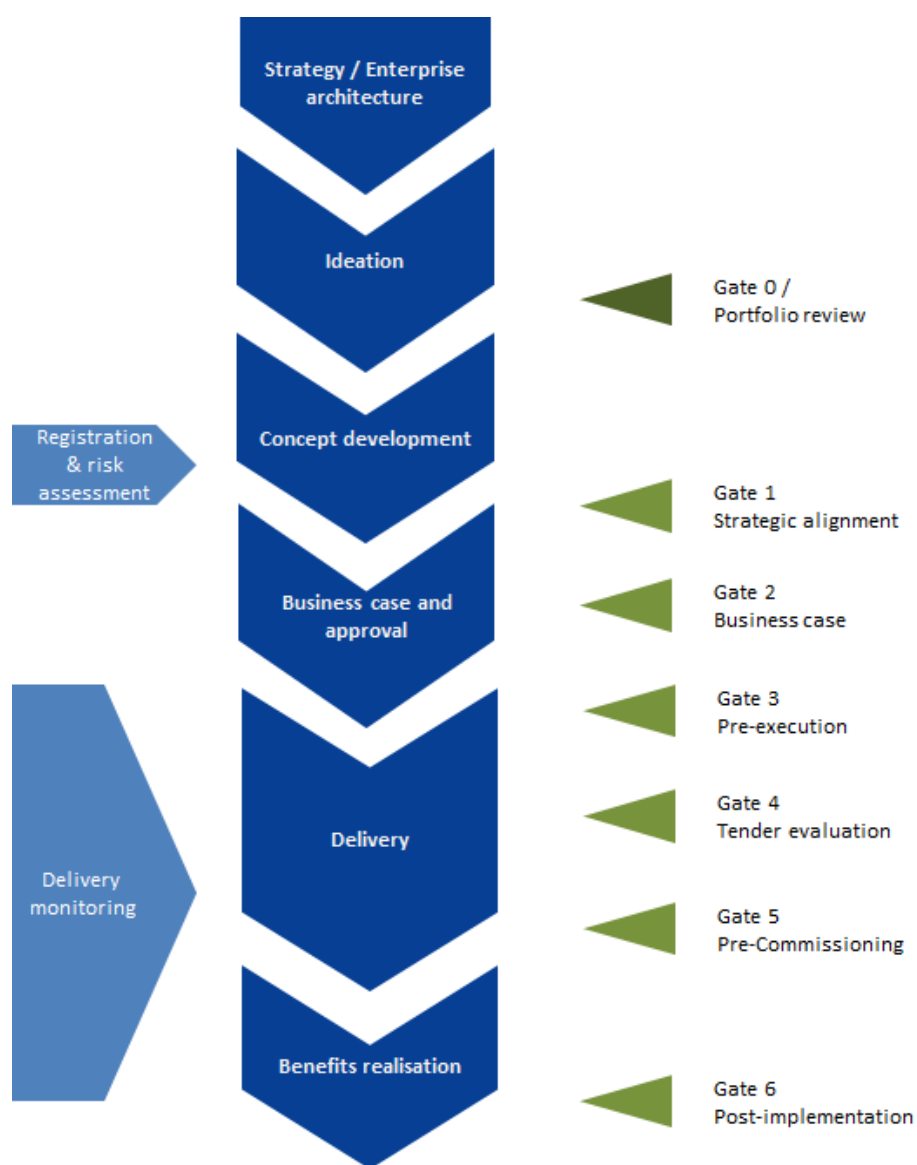 Strategy / Enterprise
architecture
Ideation
Gate 0 /
Portfolio review
Registration
& risk
assessment
Concept development
Gate 1
Strategic alignment
Business case and
approval
Gate 2
Business case
Gate 3
Pre-execution
Gate 4
Tender evaluation
Delivery
Delivery
monitoring
Gate 5
Pre-Commissioning
Benefits realisation
Gate 6
Post-implementation